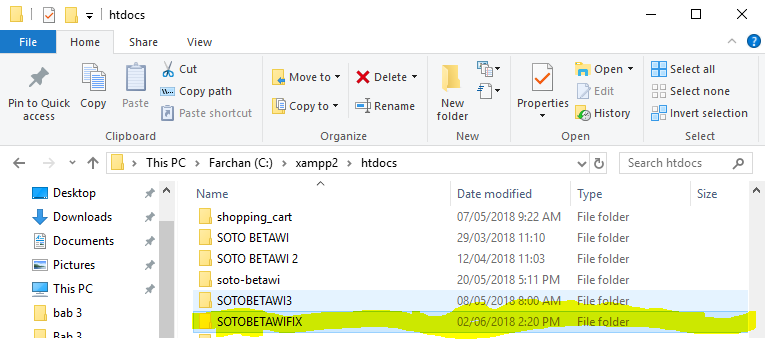 htdocs
File Home Share View
Pin to Quick access
Copy
Paste
Cut
Copy path
Paste shortcut
Clipboard
Move to
Copy to
Delete
Rename
Organize
New folder
New
Properties
Open
Edit
History
Open
Select all
Select none
Invert selection
Select
This PC Farchan (C:) xampp2 htdocs
Search htdocs
Desktop
Downloads
Documents
Pictures
This PC
bab 3
Bab 3
Name Date modified Type Size
shopping_cart 07/05/2018 9:22 AM File folder
SOTO BETAWI 29/03/2018 11:10 File folder
SOTO BETAWI 2 12/04/2018 11:03 File folder
soto-betawi 20/05/2018 5:11 PM File folder
SOTOBETAWI3 08/05/2018 8:00 AM File folder
SOTOBETAWIFIX 02/06/2018 2:20 PM File folder